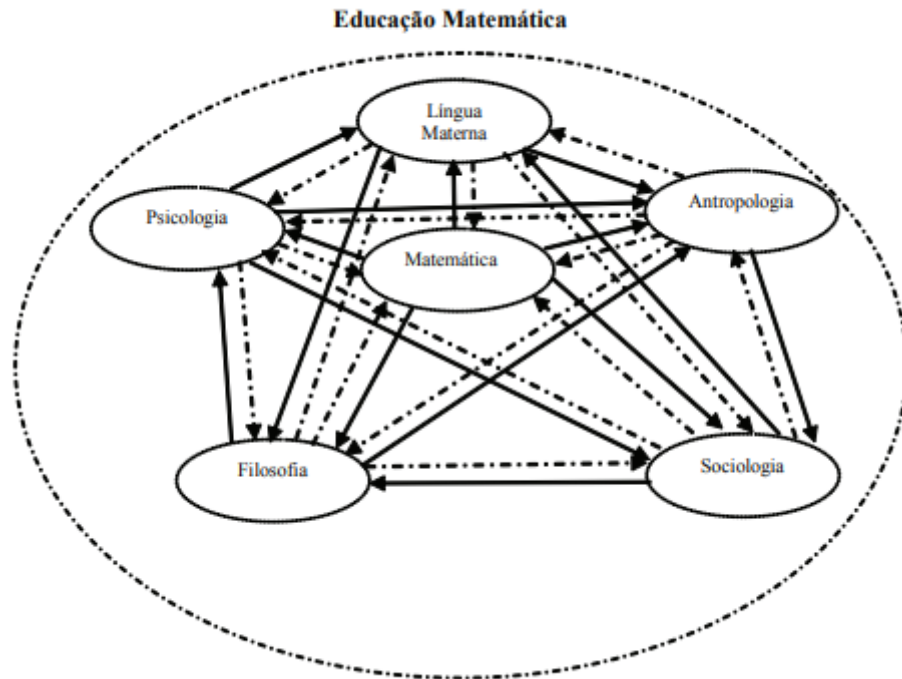 Educação Matemática
Língua
Materna
Psicologia
Antropologia
Matemática
Filosofia
Sociologia